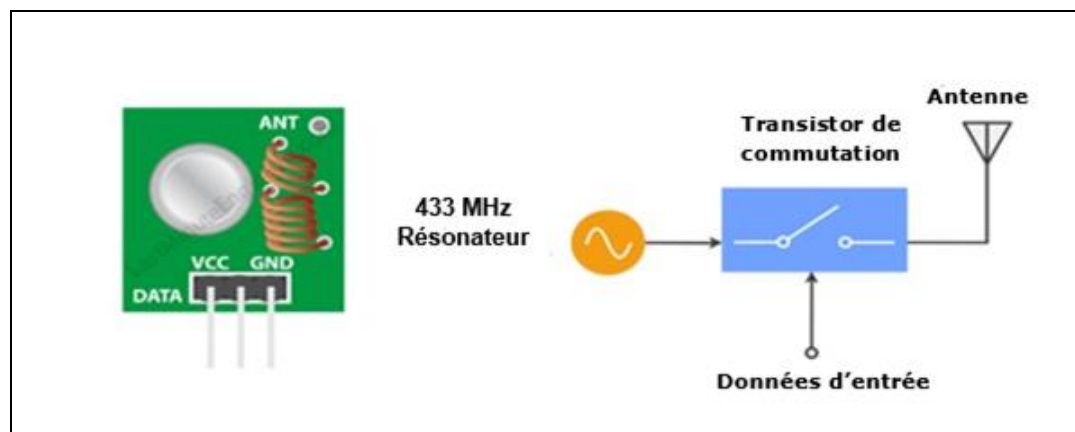 ANT
VCC GND
DATA
433 MHz
Résonateur
Transistor de
commutation
Antenne
Données d’entrée